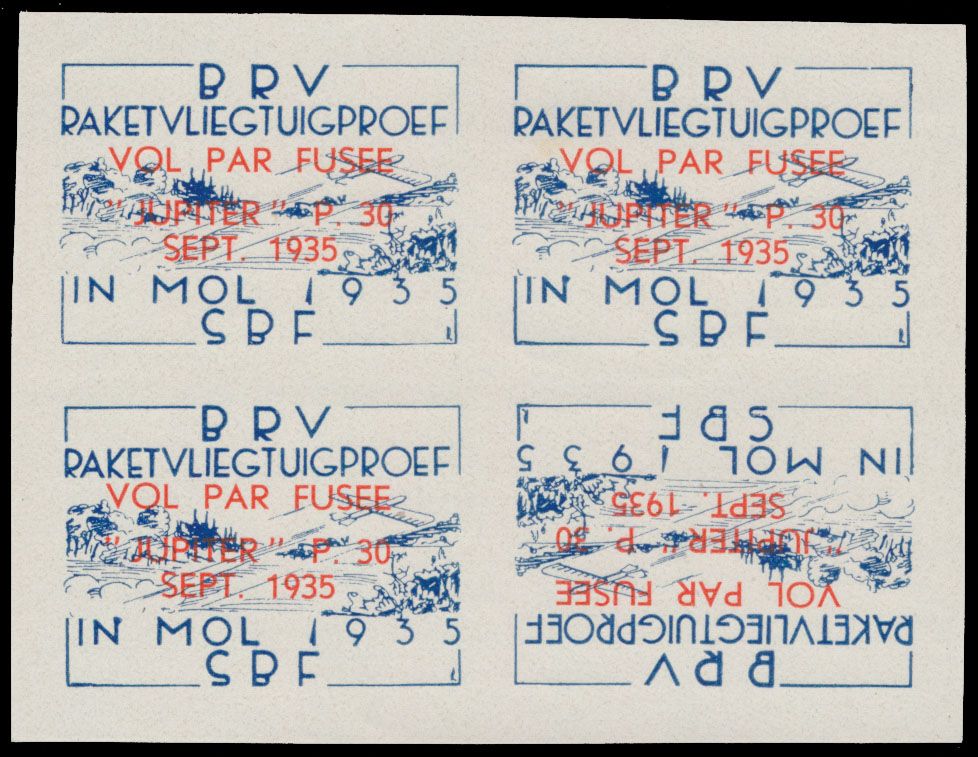 B R V
RAKETVLIEGTUIGPROEF
VOL PAR FUSEE
"JUPITER" P. 30
SEPT. 1935
IN MOL 1935
S B F
B R V
RAKETVLIEGTUIGPROEF
VOL PAR FUSEE
"JUPITER" P. 30
SEPT. 1935
IN MOL 1935
S B F
B R V
RAKETVLIEGTUIGPROEF
VOL PAR FUSEE
"JUPITER" P. 30
SEPT. 1935
IN MOL 1935
S B F
B R V
RAKETVLIEGTUIGPROEF
VOL PAR FUSEE
"JUPITER" P. 30
SEPT. 1935
IN MOL 1935
S B F